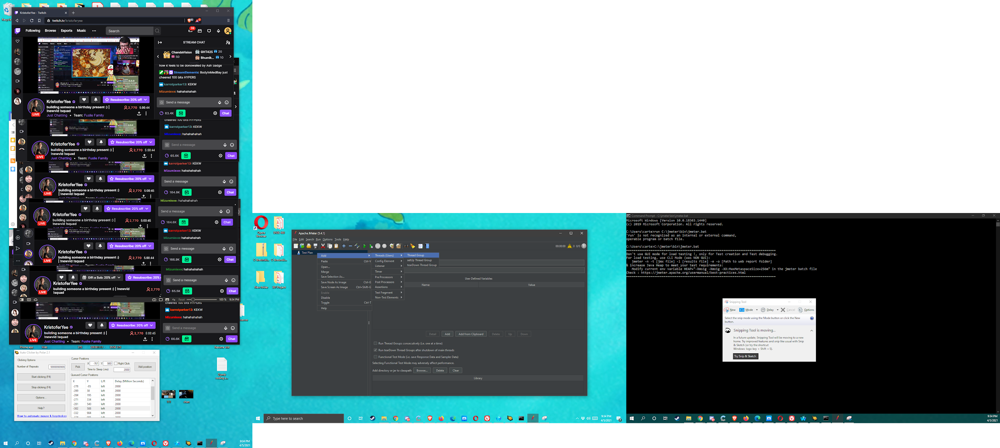 Recycle
KristoferYee - Twitch
twitch.tv/kristoferyee
Following Browse Esports Music
Search
39
STREAM CHAT
ChandaVision
50
GHT425 20
Bhumik... 10
how it feels to be donowalled by Ash Sadge
StreamElements: BodyInMedBay just
cheered 100 bits HYPERS
karrotparker13: KEKW
Mizumiexe: hahahahahah
Send a message
63.4K
Chat
KristoferYee
Resubscribe: 20% off
building someone a birthday present :) |
!newvid !squad
2,770 5:00:44
LIVE
Just Chatting • Team: Fuslie Family
cheered 100 bits HYPERS
karrotparker13: KEKW
Mizumiexe: hahahahahah
Send a message
65.6K
Chat
Resubscribe: 20% off
KristoferYee
building someone a birthday present :) |
!newvid !squad
2,770 5:00:44
LIVE
Just Chatting • Team: Fuslie Family
karrotparker13: KEKW
Mizumiexe: hahahahahah
Send a message
164.9K
Chat
Resubscribe: 20% off
KristoferYee
building someone a birthday present :)
| !newvid !squad
2,770 5:00:45
LIVE
Just Chatting • Team: Fuslie Family
Mizumiexe: hahahahahah
Send a message
164.6K
Chat
Resubscribe: 20% off
KristoferYee
building someone a birthday present :) |
!newvid !squad
2,770 5:00:45
LIVE
karrotparker13: KEKW
Mizumiexe: hahahahahah
Send a message
166.9K
Chat
Resubscribe: 20% off
KristoferYee
building someone a birthday present :)
| !newvid !squad
2,770 5:00:44
LIVE
Mizumiexe: hahahahahah
Send a message
65.5K
Chat
Gift a Sub: 20% off
Resubscribe: 20%
KristoferYee
building someone a birthday present :) | !newvid
!squad
2,770
LIVE
Reset 100 % 9:34 PM
cheered 100 bits HYPERS
karrotparker13: KEKW
Mizumiexe: hahahahahah
Send a message
66.6K
Chat
Resubscribe: 20% off
KristoferYee
building someone a birthday present :) |
!newvid !squad
2,770 5:00:45
LIVE
Just Chatting • Team: Fuslie Family
Phone app Web 370 200391111 - ENSE 370 Resume shit
Auto Clicker by Polar 2.1
Clicking Options
Number of Repeats 9999999999
Start clicking (F4)
Stop clicking (F4)
Options...
Help?
How to automate mouse & keystrokes
Cursor Positions
Pick X -761 Y 980 Right Click Add position
Time to Sleep (ms) 2000
Queued Cursor Positions
X Y L/R Delay (Million Seconds)
-278 -85 left 2000
-289 38 left 2000
-284 195 left 2000
-271 334 left 2000
-281 540 left 2000
-302 588 left 2000
-332 984 left 2000
Dumb
coding s...
111 chan
9:34 PM
4/5/2021
Opera
Browser
ENSE 480
C+Brezinski...
C+Brezinski...
New folder
387 Project
Apache JMeter (5.4.1)
File Edit Search Run Options Tools Help
00:00:00 0 0/0
Test Plan
Add
Paste Ctrl-V
Open...
Merge
Save Selection As...
Save Node As Image Ctrl-G
Save Screen As Image Ctrl+Shift-G
Enable
Disable
Toggle Ctrl-T
Help
Threads (Users)
Config Element
Listener
Timer
Pre Processors
Post Processors
Assertions
Test Fragment
Non-Test Elements
Thread Group
setUp Thread Group
tearDown Thread Group
User Defined Variables
Name: Value
Detail Add Add from Clipboard Delete Up Down
Run Thread Groups consecutively (i.e. one at a time)
Run tearDown Thread Groups after shutdown of main threads
Functional Test Mode (i.e. save Response Data and Sampler Data)
Selecting Functional Test Mode may adversely affect performance.
Add directory or jar to classpath Browse... Delete Clear
Library
Type here to search
9:34 PM
4/5/2021
Command Prompt - C:\jmeter\bin\jmeter.bat
Microsoft Windows [Version 10.0.18363.1440]
(c) 2019 Microsoft Corporation. All rights reserved.
C:\Users\carte>run C:\jmeter\bin\jmeter.bat
'run' is not recognized as an internal or external command,
operable program or batch file.
C:\Users\carte>C:\jmeter\bin\jmeter.bat
================================================================================
Don't use GUI mode for load testing !, only for Test creation and Test debugging.
For load testing, use CLI Mode (was NON GUI):
jmeter -n -t [jmx file] -l [results file] -e -o [Path to web report folder]
& increase Java Heap to meet your test requirements:
Modify current env variable HEAP="-Xms1g -Xmx1g -XX:MaxMetaspaceSize=256m" in the jmeter batch file
Check : https://jmeter.apache.org/usermanual/best-practices.html
================================================================================
Snipping Tool
New Mode Delay Cancel Options
Select the snip mode using the Mode button or click the New
button.
Snipping Tool is moving...
In a future update, Snipping Tool will be moving to a new
home. Try improved features and snip like usual with Snip
& Sketch (or try the shortcut
Windows logo key + Shift + S).
Try Snip & Sketch
9:34 PM
4/5/2021